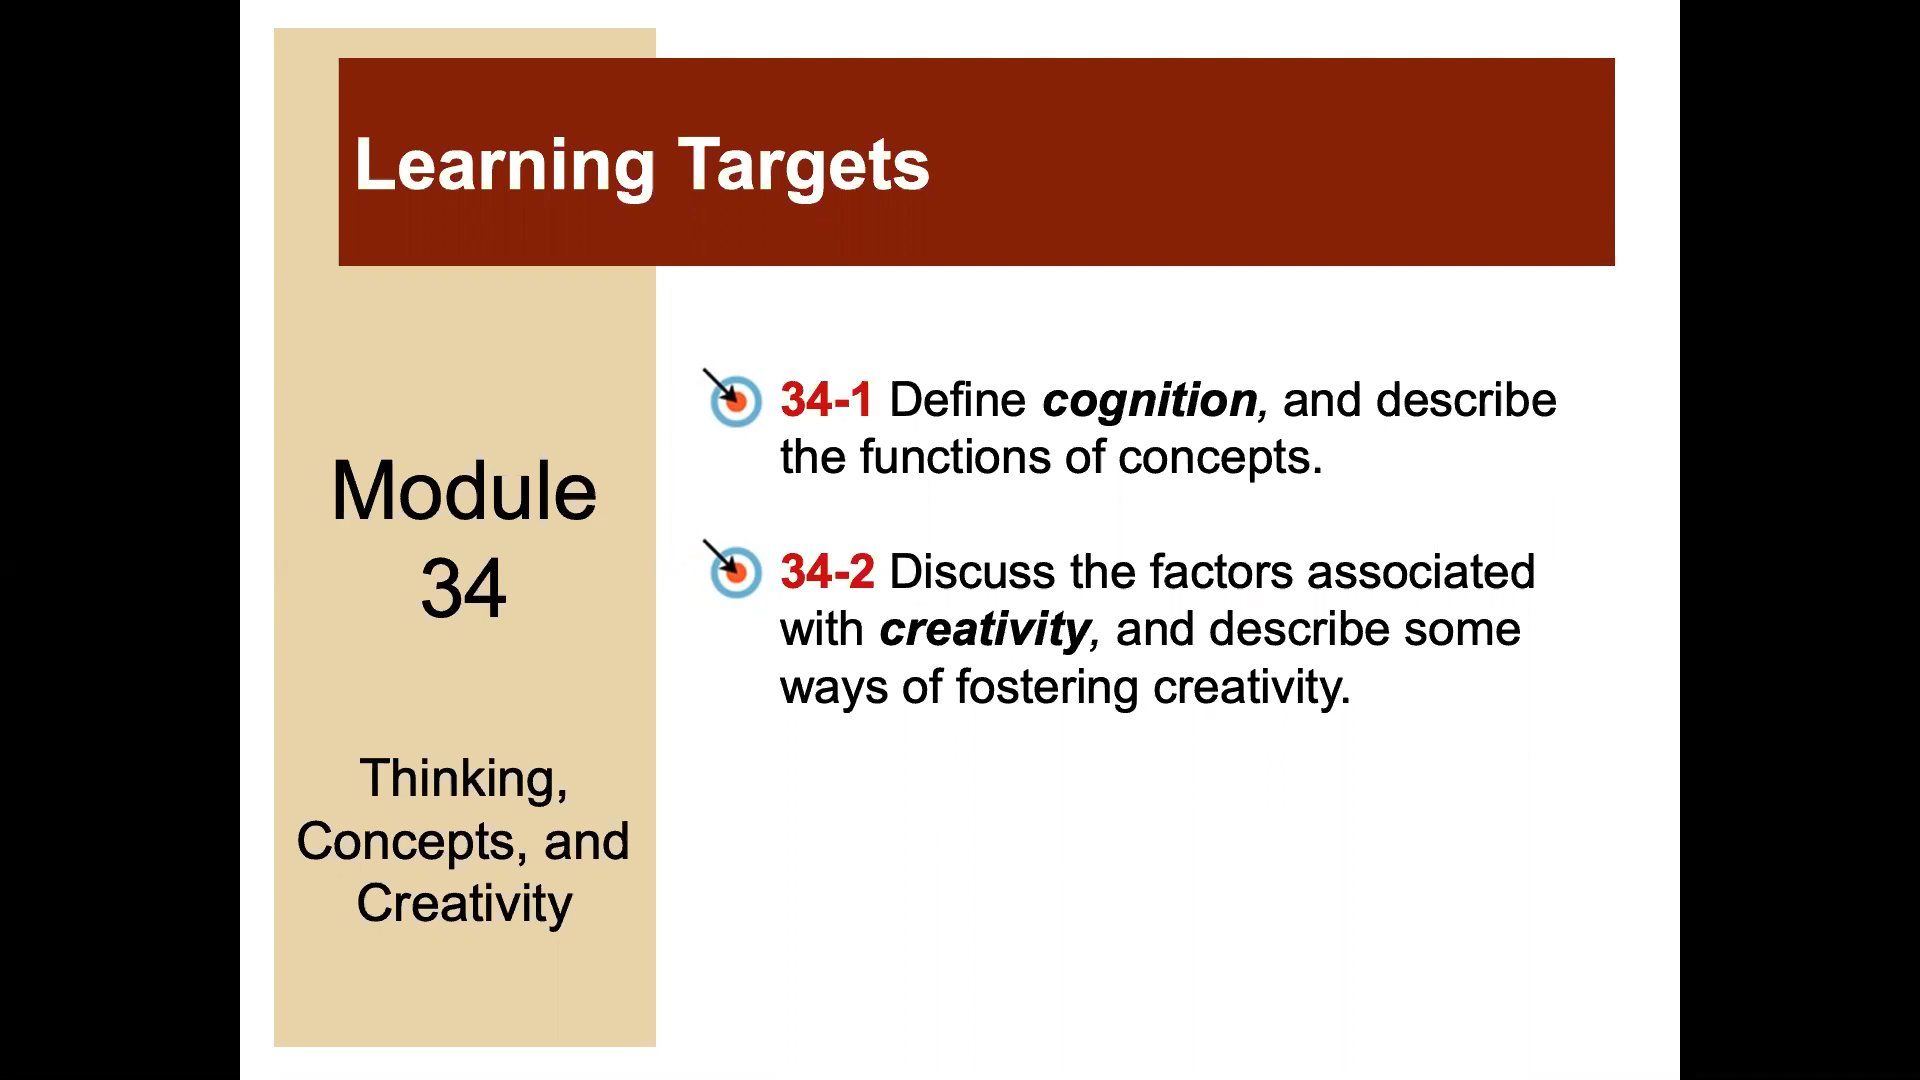 Learning Targets
Module
34
Thinking,
Concepts, and
Creativity
34-1 Define cognition, and describe
the functions of concepts.
34-2 Discuss the factors associated
with creativity, and describe some
ways of fostering creativity.